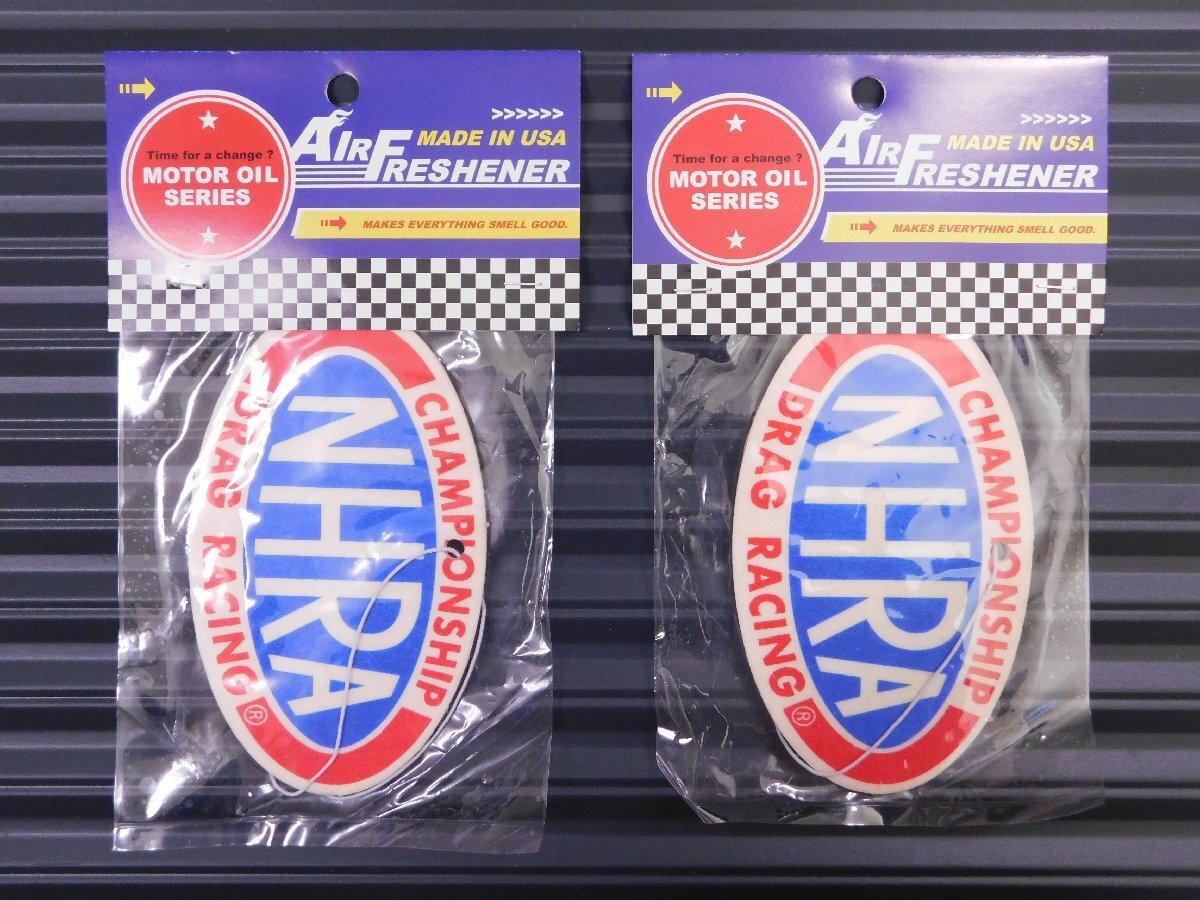 Time for a change ?
MOTOR OIL
SERIES
>>>>>>
MADE IN USA
AIR FRESHENER
MAKES EVERYTHING SMELL GOOD.
CHAMPIONSHIP
NHRA
DRAG RACING®
Time for a change ?
MOTOR OIL
SERIES
>>>>>>
MADE IN USA
AIR FRESHENER
MAKES EVERYTHING SMELL GOOD.
CHAMPIONSHIP
NHRA
DRAG RACING®